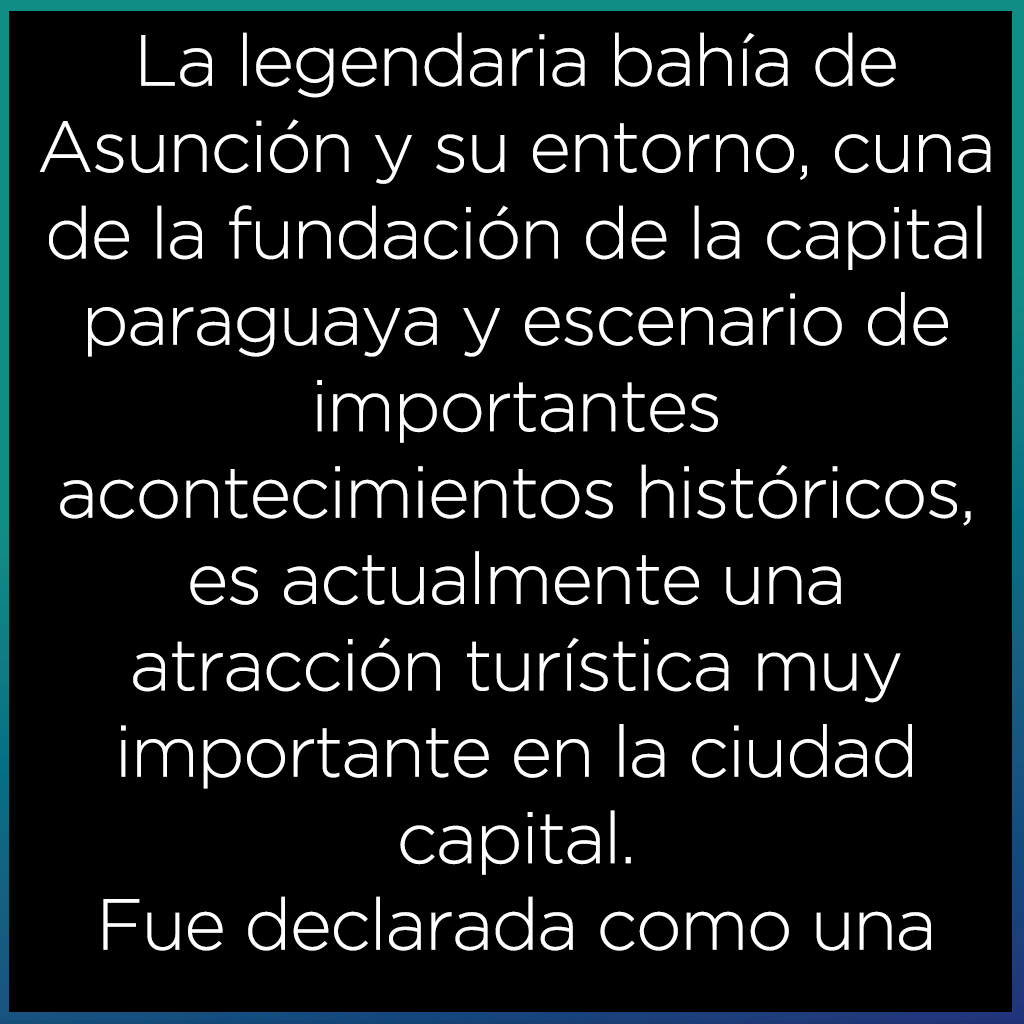 La legendaria bahía de
Asunción y su entorno, cuna
de la fundación de la capital
paraguaya y escenario de
importantes
acontecimientos históricos,
es actualmente una
atracción turística muy
importante en la ciudad
capital.
Fue declarada como una